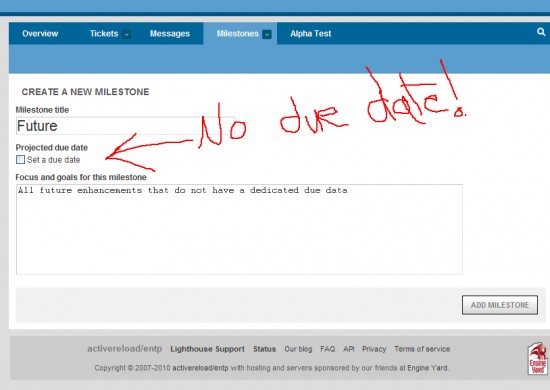 Overview Tickets Messages Milestones Alpha Test
CREATE A NEW MILESTONE
Milestone title
Future
No due date!
Projected due date
Set a due date
Focus and goals for this milestone
All future enhancements that do not have a dedicated due data
ADD MILESTONE
activereload/entp Lighthouse Support Status Our blog FAQ API Privacy Terms of service
Copyright © 2007-2010 activereload/entp with hosting and servers sponsored by our friends at Engine Yard.
Engine
Yard